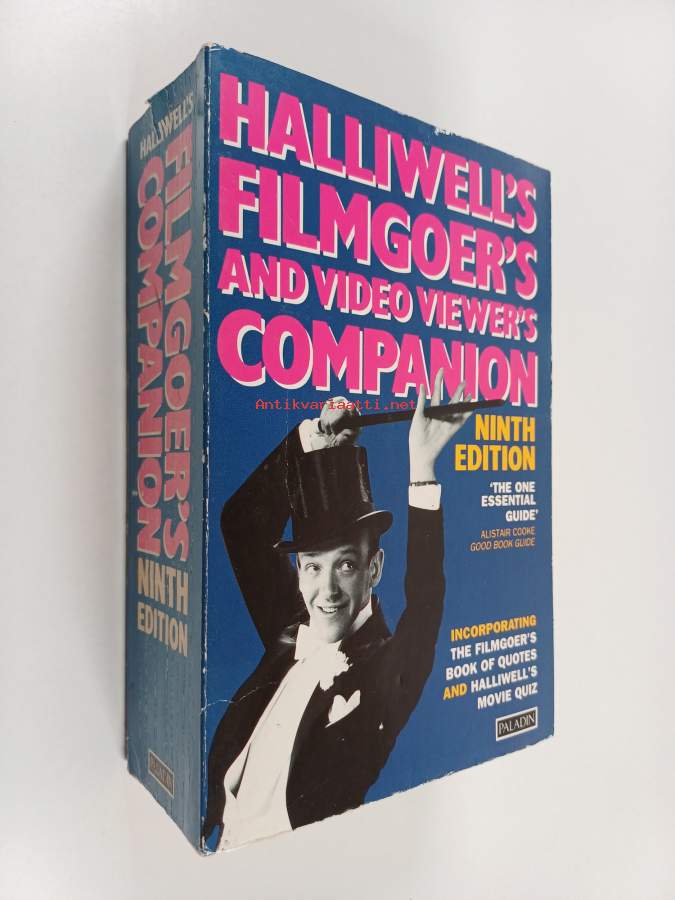 HALLIWELL'S
FILMGOER'S
COMPANION
NINTH
EDITION
PALADIN
HALLIWELL'S
FILMGOER'S
AND VIDEO VIEWER'S
COMPANION
Antikvariaatti.net
NINTH
EDITION
'THE ONE
ESSENTIAL
GUIDE'
ALISTAIR COOKE
GOOD BOOK GUIDE
INCORPORATING
THE FILMGOER'S
BOOK OF QUOTES
AND HALLIWELL'S
MOVIE QUIZ
PALADIN